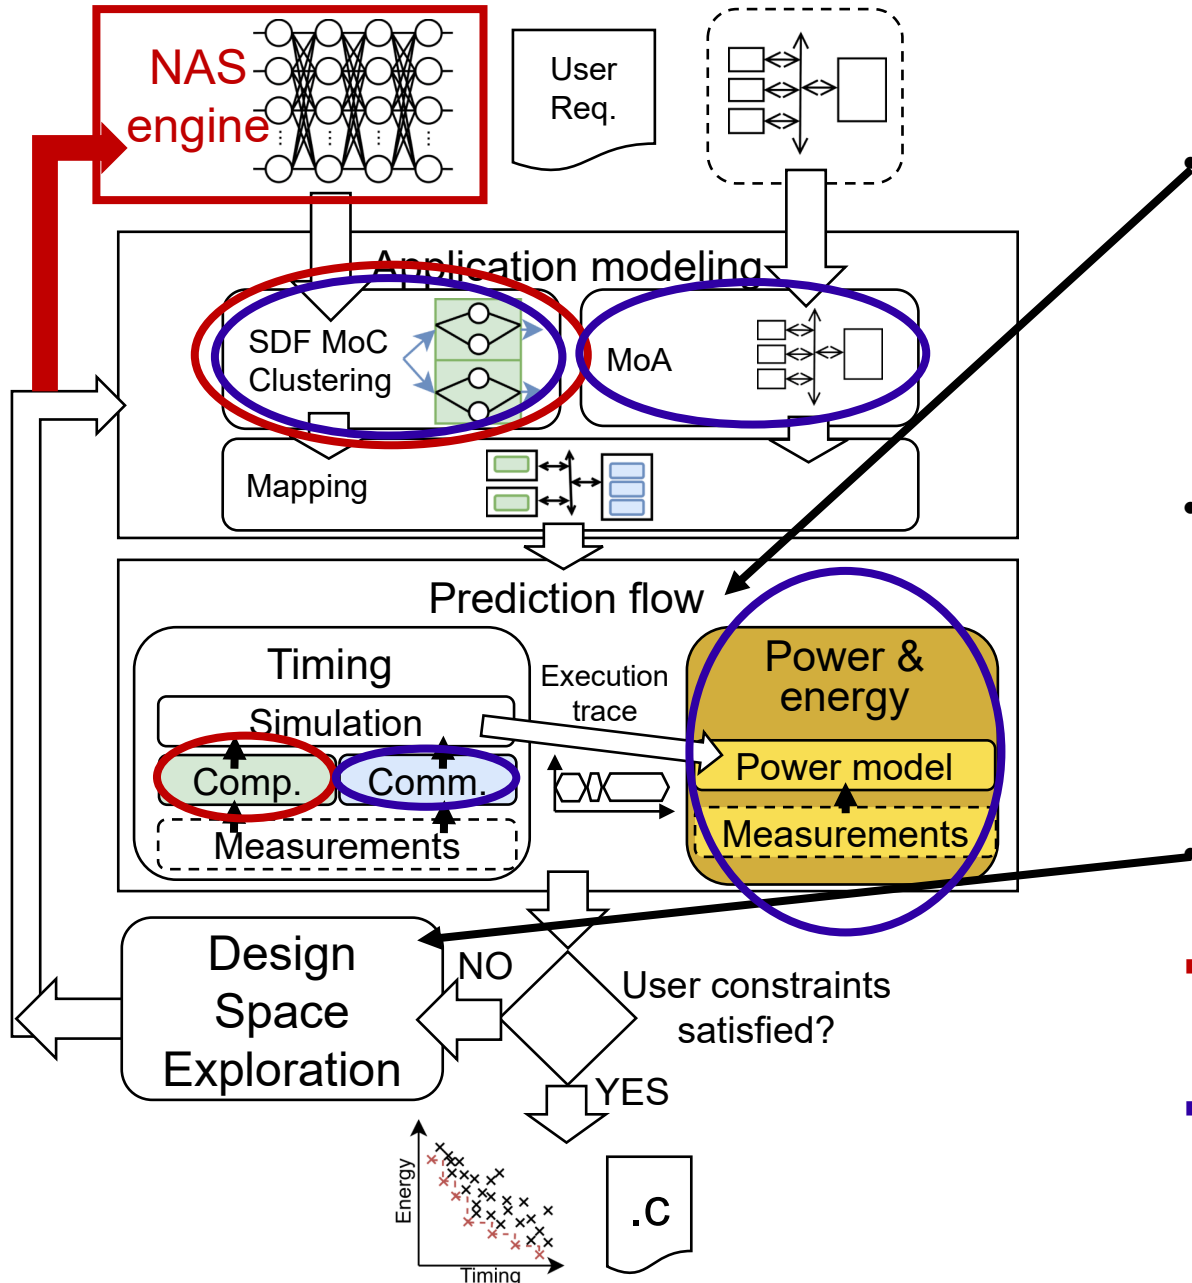 NAS
engine
User
Req.
Application modeling
SDF MoC
Clustering
MoA
Mapping
Prediction flow
Timing
Simulation
Comp.
Comm.
Measurements
Execution
trace
Power &
energy
Power model
Measurements
Design
Space
Exploration
NO
User constraints
satisfied?
YES
Energy
Timing
.c